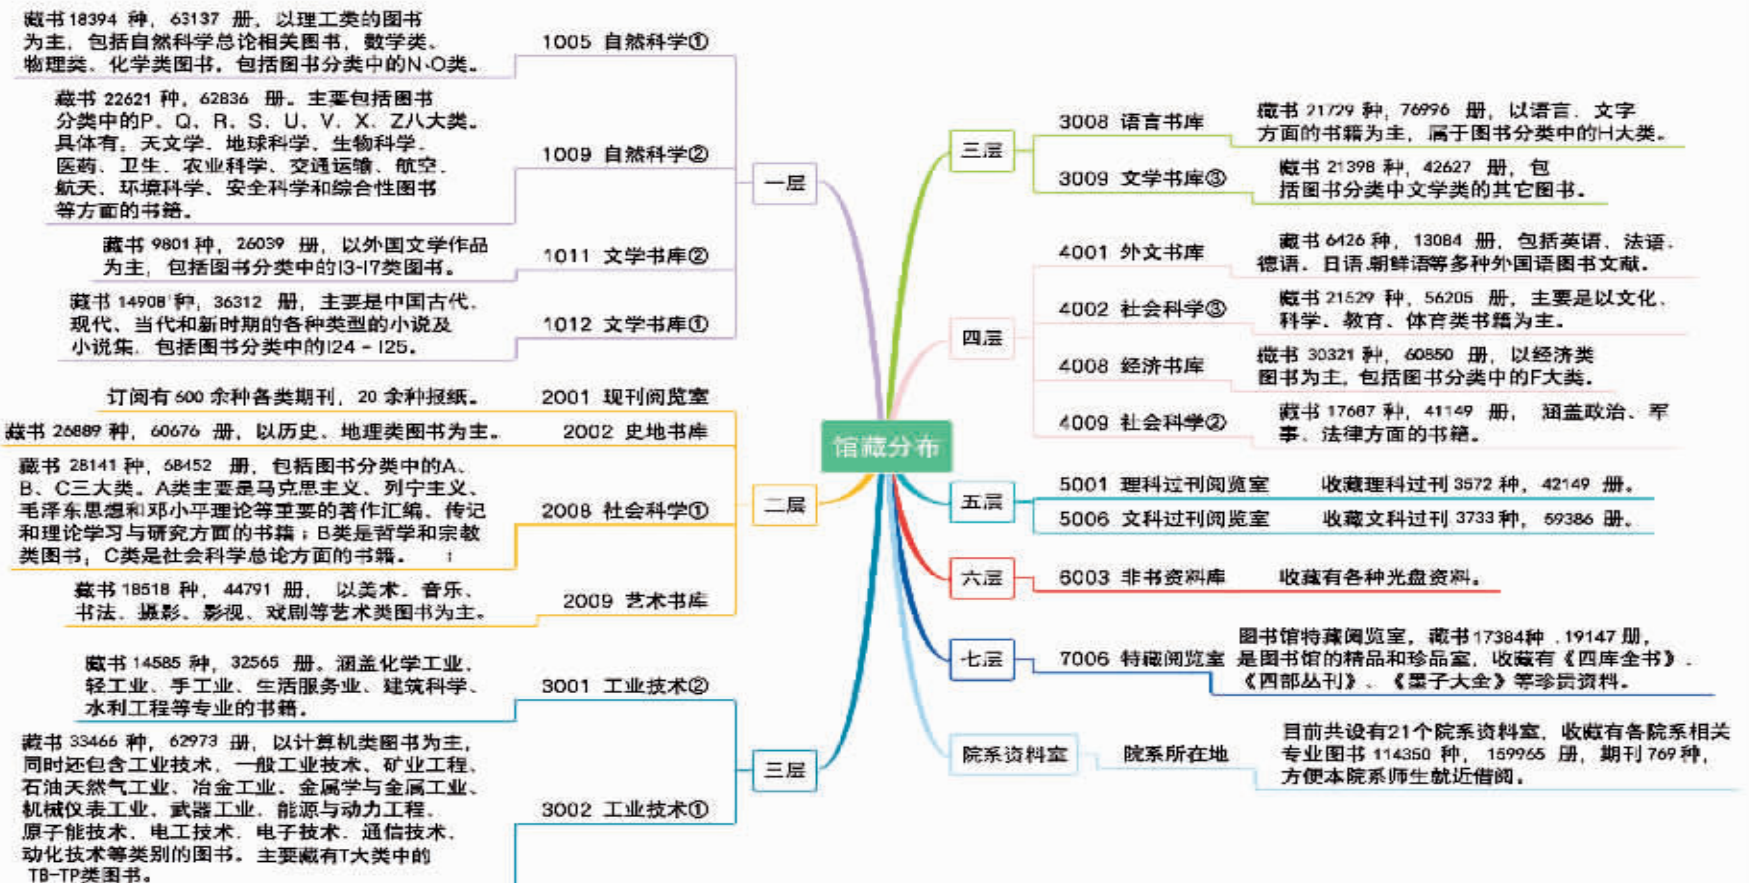 馆藏分布
一层
1005 自然科学①
藏书 18394 种，63137 册，以理工类的图书
为主，包括自然科学总论相关图书，数学类、
物理类、化学类图书，包括图书分类中的N、O类。
1009 自然科学②
藏书 22621 种，62836 册。主要包括图书
分类中的P、Q、R、S、U、V、X、Z八大类。
具体有，天文学、地球科学、生物科学、
医药、卫生、农业科学、交通运输、航空、
航天、环境科学、安全科学和综合性图书
等方面的书籍。
1011 文学书库②
藏书 9801 种，26039 册，以外国文学作品
为主，包括图书分类中的I3-I7类图书。
1012 文学书库①
藏书 14908 种，36312 册，主要是中国古代、
现代、当代和新时期的各种类型的小说及
小说集，包括图书分类中的I24 - I25。
二层
2001 现刊阅览室
订阅有 600 余种各类期刊，20 余种报纸。
2002 史地书库
藏书 26889 种，60676 册，以历史、地理类图书为主。
2008 社会科学①
藏书 28141 种，68452 册，包括图书分类中的A、
B、C三大类。A类主要是马克思主义、列宁主义、
毛泽东思想和邓小平理论等重要的著作汇编、传记
和理论学习与研究方面的书籍；B类是哲学和宗教
类图书；C类是社会科学总论方面的书籍。 ；
2009 艺术书库
藏书 18518 种，44791 册， 以美术、音乐、
书法、摄影、影视、戏剧等艺术类图书为主。
三层
3001 工业技术②
藏书 14585 种，32565 册。涵盖化学工业、
轻工业、手工业、生活服务业、建筑科学、
水利工程等专业的书籍。
3002 工业技术①
藏书 33466 种，62973 册，以计算机类图书为主，
同时还包含工业技术、一般工业技术、矿业工程、
石油天然气工业、冶金工业、金属学与金属工业、
机械仪表工业、武器工业、能源与动力工程、
原子能技术、电工技术、电子技术、通信技术、
动化技术等类别的图书。主要藏有T大类中的
TB-TP类图书。
三层
3008 语言书库
藏书 21729 种，76996 册，以语言、文字
方面的书籍为主，属于图书分类中的H大类。
3009 文学书库③
藏书 21398 种，42627 册，包
括图书分类中文学类的其它图书。
四层
4001 外文书库
藏书 6426 种，13084 册，包括英语、法语、
德语、日语、朝鲜语等多种外国语图书文献。
4002 社会科学③
藏书 21529 种，56205 册，主要是以文化、
科学、教育、体育类书籍为主。
4008 经济书库
藏书 30321 种，60850 册，以经济类
图书为主，包括图书分类中的F大类。
4009 社会科学②
藏书 17687 种，41149 册， 涵盖政治、军
事、法律方面的书籍。
五层
5001 理科过刊阅览室 收藏理科过刊 3572 种，42149 册。
5006 文科过刊阅览室 收藏文科过刊 3733 种，59386 册。
六层
6003 非书资料库 收藏有各种光盘资料。
七层
7006 特藏阅览室
图书馆特藏阅览室，藏书17384种，19147 册，
是图书馆的精品和珍品室，收藏有《四库全书》、
《四部丛刊》、《墨子大全》等珍贵资料。
院系资料室
院系所在地
目前共设有21个院系资料室，收藏有各院系相关
专业图书 114350 种， 159965 册，期刊 769 种，
方便本院系师生就近借阅。